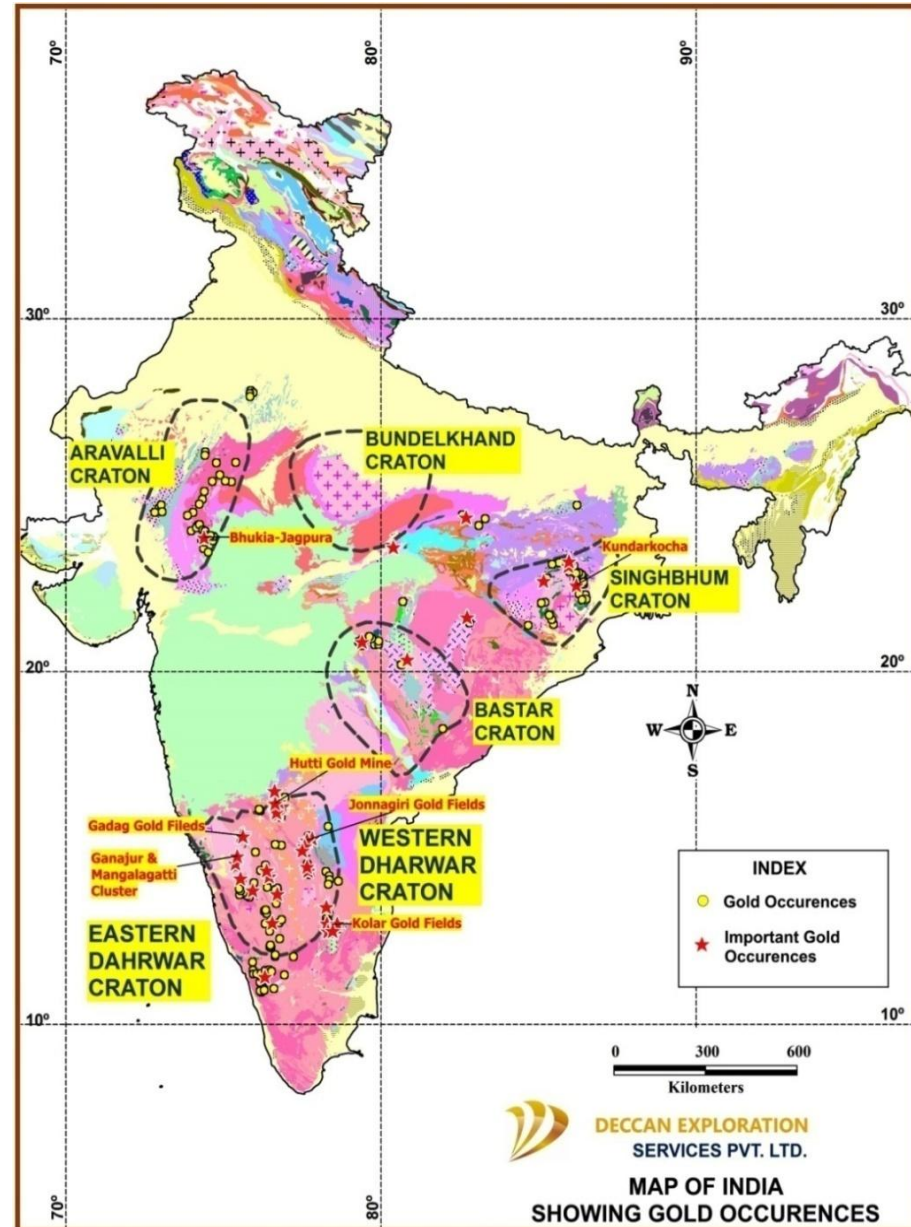 70°
80°
90°
30°
30°
ARAVALLI
CRATON
BUNDELKHAND
CRATON
Bhukia-Jagpura
Kundarkocha
SINGHBHUM
CRATON
20°
20°
BASTAR
CRATON
N
W
E
S
Hutti Gold Mine
Jonnagiri Gold Fields
Gadag Gold Fileds
WESTERN
DHARWAR
CRATON
Ganajur &
Mangalagatti
Cluster
Kolar Gold Fields
EASTERN
DAHRWAR
CRATON
INDEX
Gold Occurences
Important Gold
Occurences
10°
10°
0 300 600
Kilometers
DECCAN EXPLORATION
SERVICES PVT. LTD.
MAP OF INDIA
SHOWING GOLD OCCURENCES
70°
80°